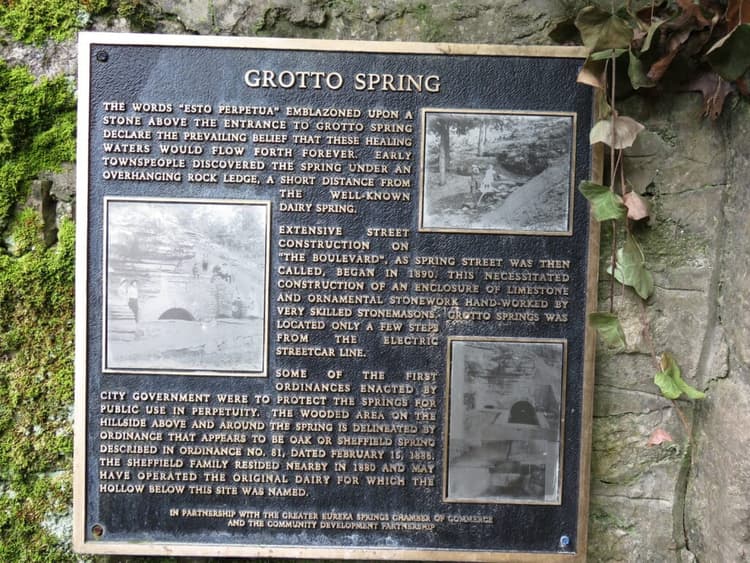 GROTTO SPRING
THE WORDS "ESTO PERPETUA" EMBLAZONED UPON A
STONE ABOVE THE ENTRANCE TO GROTTO SPRING
DECLARE THE PREVAILING BELIEF THAT THESE HEALING
WATERS WOULD FLOW FORTH FOREVER. EARLY
TOWNSPEOPLE DISCOVERED THE SPRING UNDER AN
OVERHANGING ROCK LEDGE, A SHORT DISTANCE FROM
THE WELL-KNOWN
DAIRY SPRING.
EXTENSIVE STREET
CONSTRUCTION ON
"THE BOULEVARD", AS SPRING STREET WAS THEN
CALLED, BEGAN IN 1890. THIS NECESSITATED
CONSTRUCTION OF AN ENCLOSURE OF LIMESTONE
AND ORNAMENTAL STONEWORK HAND-WORKED BY
VERY SKILLED STONEMASONS. GROTTO SPRINGS WAS
LOCATED ONLY A FEW STEPS
FROM THE ELECTRIC
STREETCAR LINE.
SOME OF THE FIRST
ORDINANCES ENACTED BY
CITY GOVERNMENT WERE TO PROTECT THE SPRINGS FOR
PUBLIC USE IN PERPETUITY. THE WOODED AREA ON THE
HILLSIDE ABOVE AND AROUND THE SPRING IS DELINEATED BY
ORDINANCE THAT APPEARS TO BE OAK OR SHEFFIELD SPRING
DESCRIBED IN ORDINANCE NO. 81, DATED FEBRUARY 15, 1888.
THE SHEFFIELD FAMILY RESIDED NEARBY IN 1880 AND MAY
HAVE OPERATED THE ORIGINAL DAIRY FOR WHICH THE
HOLLOW BELOW THIS SITE WAS NAMED.
IN PARTNERSHIP WITH THE GREATER EUREKA SPRINGS CHAMBER OF COMMERCE
AND THE COMMUNITY DEVELOPMENT PARTNERSHIP